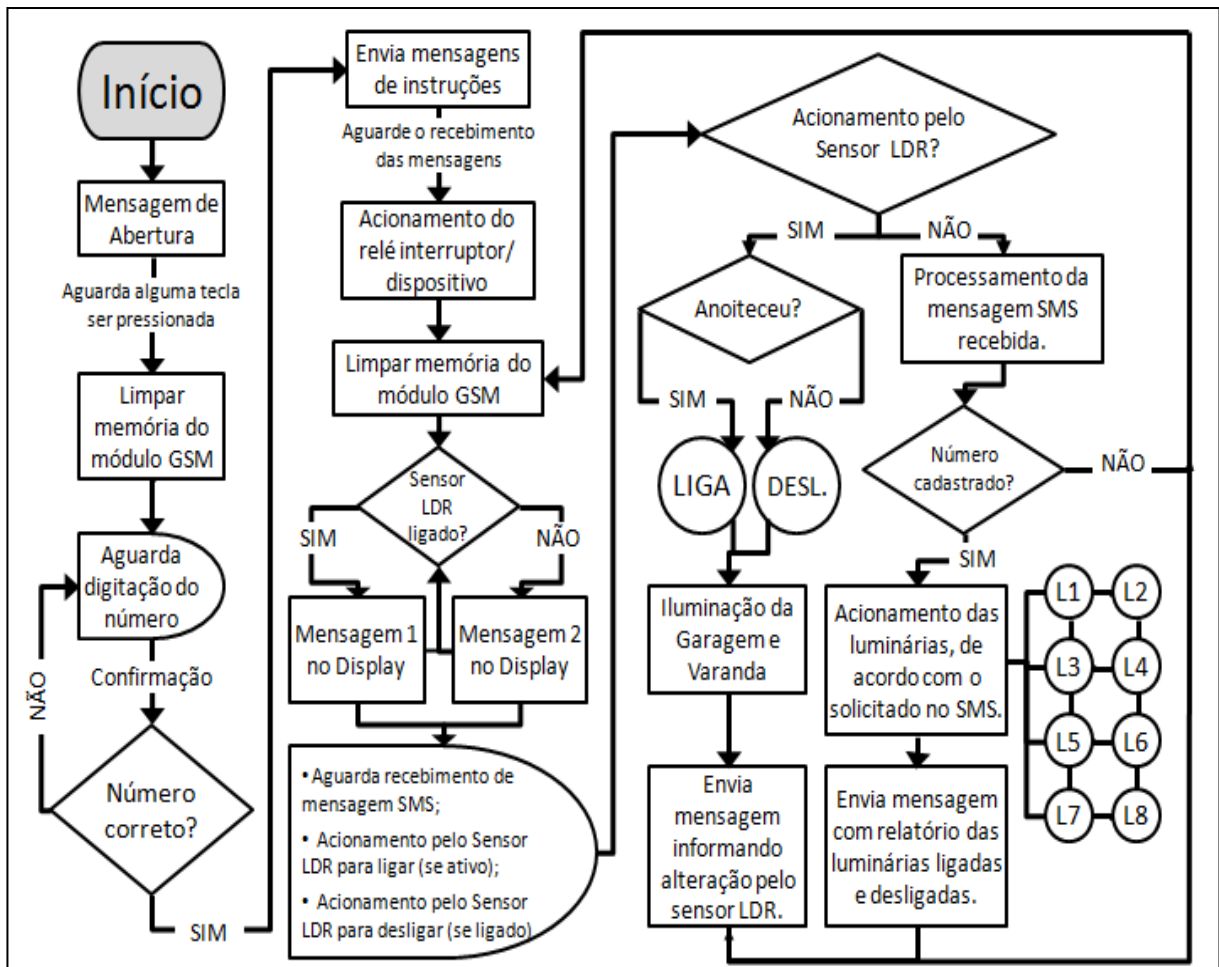 Início
Mensagem de
Abertura
Aguarda alguma tecla
ser pressionada
Limpar
memória do
módulo GSM
Aguarda
digitação do
número
Confirmação
NÃO
Número
correto?
SIM
Envia mensagens
de instruções
Aguarde o recebimento
das mensagens
Acionamento do
relé interruptor/
dispositivo
Limpar memória do
módulo GSM
Sensor
LDR
ligado?
SIM
NÃO
Mensagem 1
no Display
Mensagem 2
no Display
• Aguarda recebimento de
mensagem SMS;
• Acionamento pelo Sensor
LDR para ligar (se ativo);
• Acionamento pelo Sensor
LDR para desligar (se ligado)
Acionamento pelo
Sensor LDR?
SIM
NÃO
Anoiteceu?
SIM
NÃO
LIGA
DESL.
Iluminação da
Garagem e
Varanda
Envia
mensagem
informando
alteração pelo
sensor LDR.
Processamento da
mensagem SMS
recebida.
Número
cadastrado?
NÃO
SIM
Acionamento das
luminárias, de
acordo com o
solicitado no SMS.
L1
L2
L3
L4
L5
L6
L7
L8
Envia mensagem
com relatório das
luminárias ligadas
e desligadas.